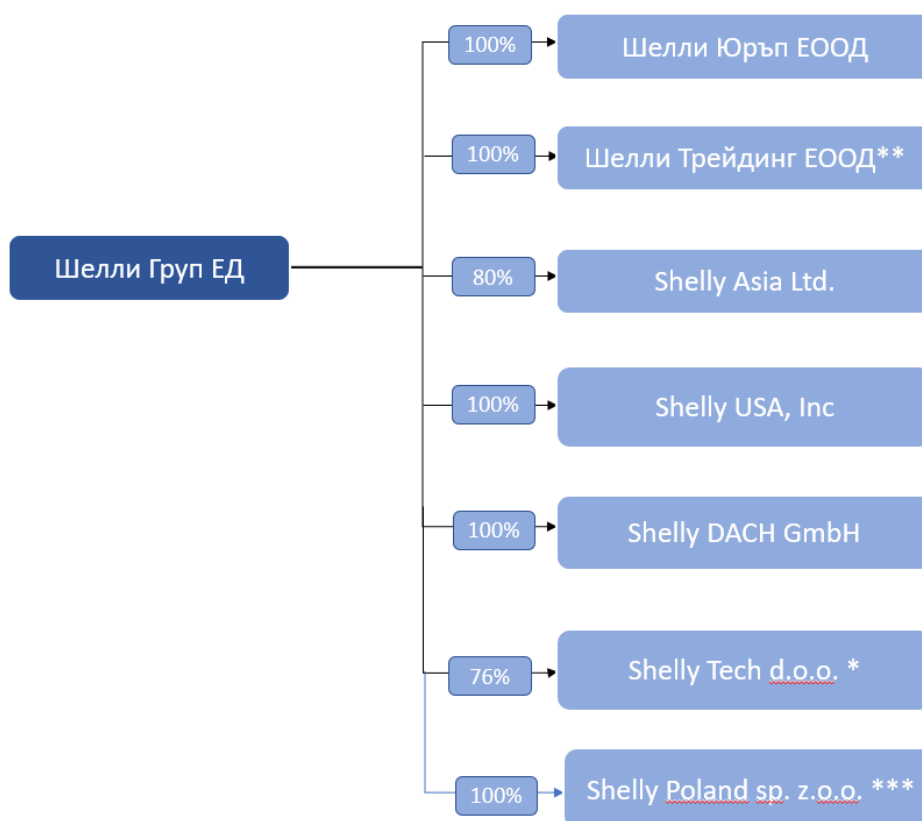 100%
Шелли Юръп ЕООД
100%
Шелли Трейдинг ЕООД**
Шелли Груп ЕД
80%
Shelly Asia Ltd.
100%
Shelly USA, Inc
100%
Shelly DACH GmbH
76%
Shelly Tech d.o.o. *
100%
Shelly Poland sp. z.o.o. ***